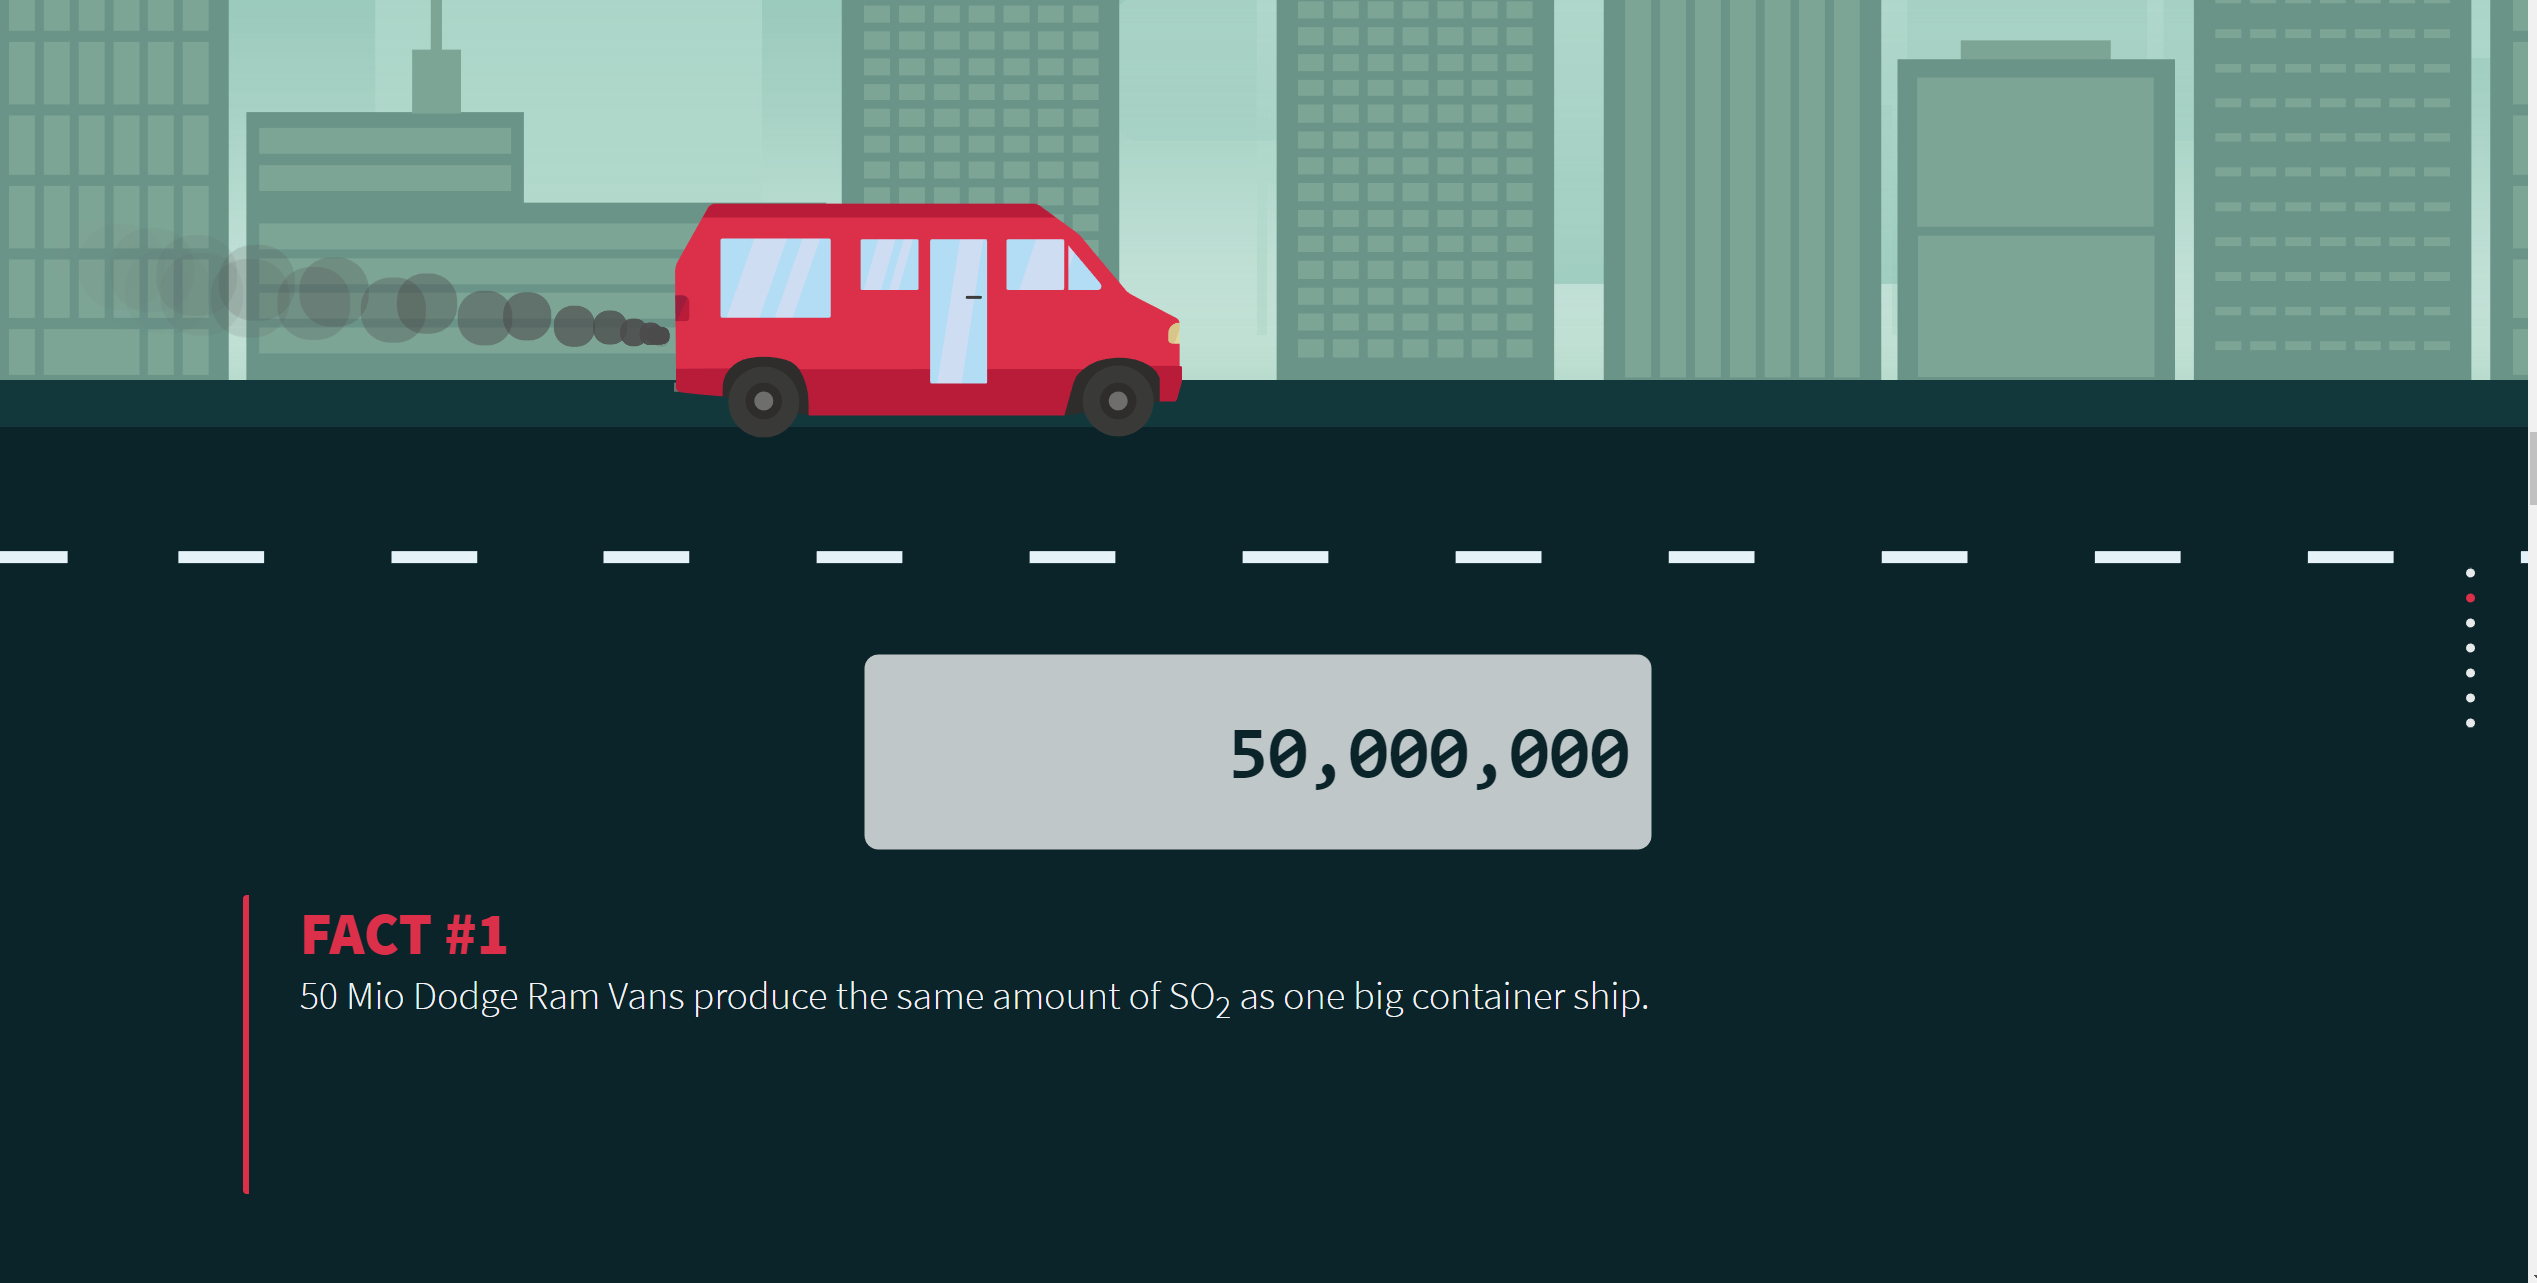 50,000,000
FACT #1
50 Mio Dodge Ram Vans produce the same amount of SO₂ as one big container ship.